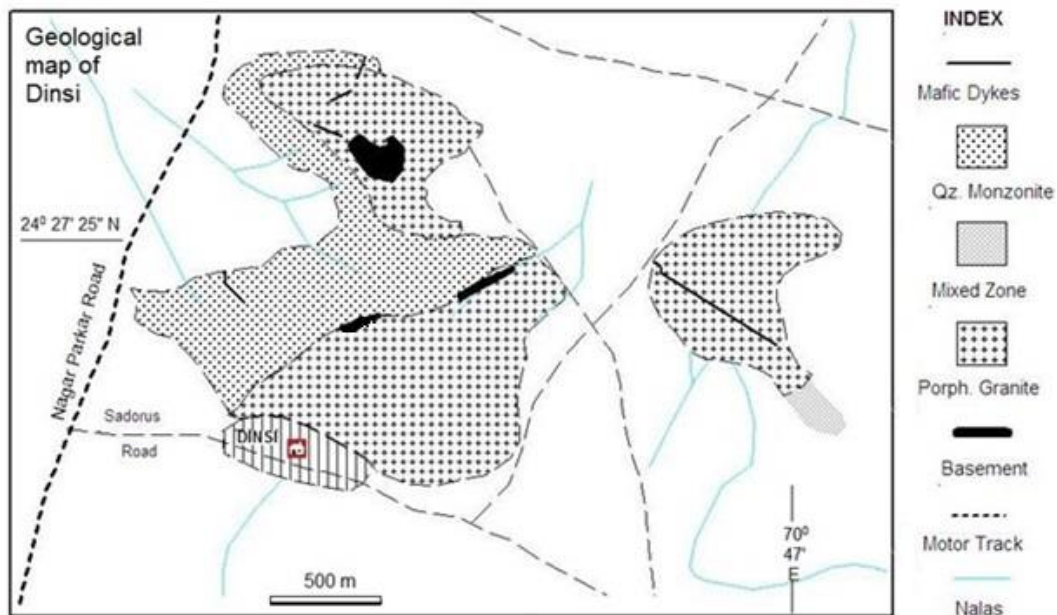 Geological
map of
Dinsi
24⁰ 27' 25" N
Nagar Parkar Road
Sadorus
Road
DINSI
500 m
70⁰
47'
E
INDEX
Mafic Dykes
Qz. Monzonite
Mixed Zone
Porph. Granite
Basement
Motor Track
Nalas